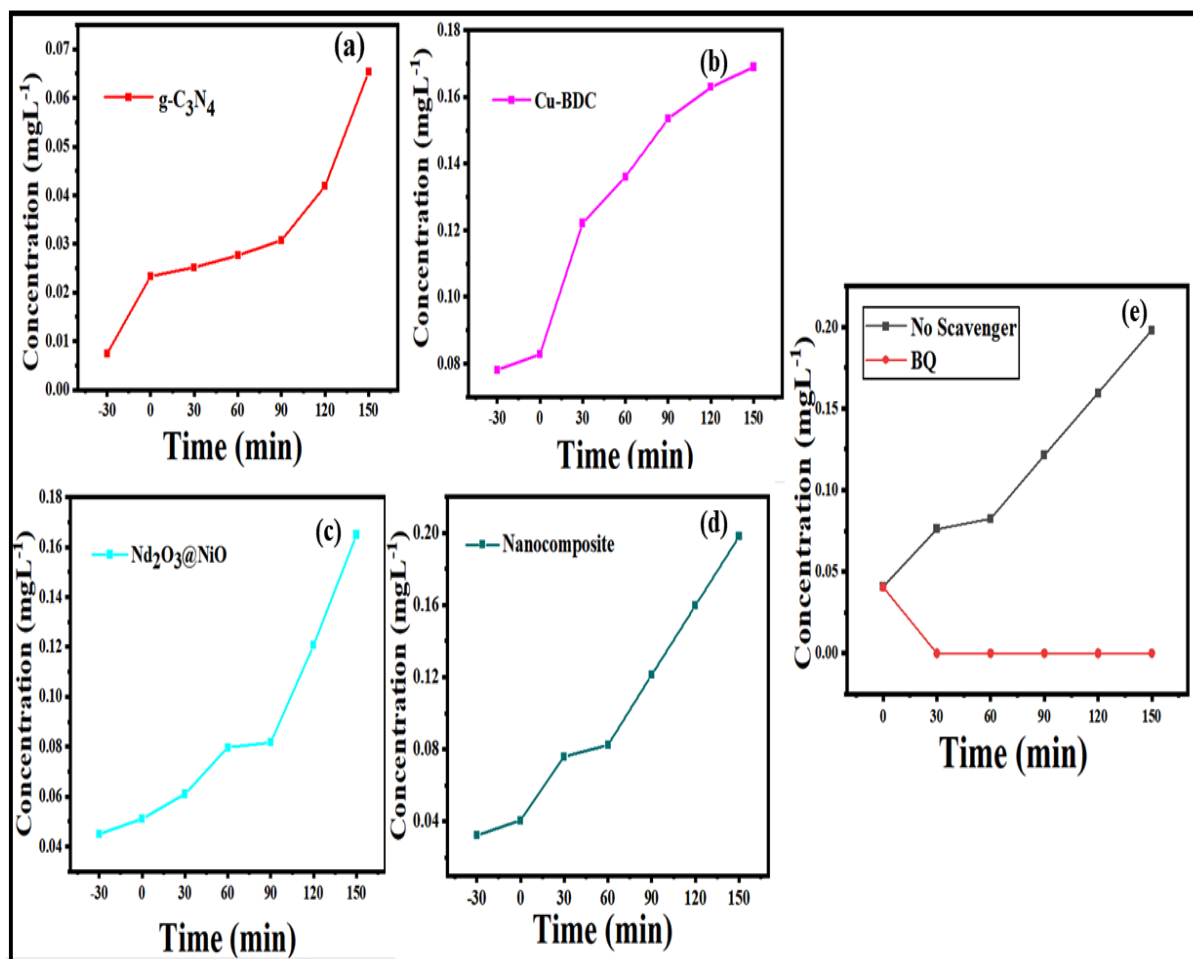 (a)
g-C₃N₄
Concentration (mgL⁻¹)
0.07
0.06
0.05
0.04
0.03
0.02
0.01
0.00
-30 0 30 60 90 120 150
Time (min)
(b)
Cu-BDC
Concentration (mgL⁻¹)
0.18
0.16
0.14
0.12
0.10
0.08
-30 0 30 60 90 120 150
Time (min)
(c)
Nd₂O₃@NiO
Concentration (mgL⁻¹)
0.18
0.16
0.14
0.12
0.10
0.08
0.06
0.04
-30 0 30 60 90 120 150
Time (min)
(d)
Nanocomposite
Concentration (mgL⁻¹)
0.20
0.16
0.12
0.08
0.04
-30 0 30 60 90 120 150
Time (min)
(e)
No Scavenger
BQ
Concentration (mgL⁻¹)
0.20
0.15
0.10
0.05
0.00
0 30 60 90 120 150
Time (min)